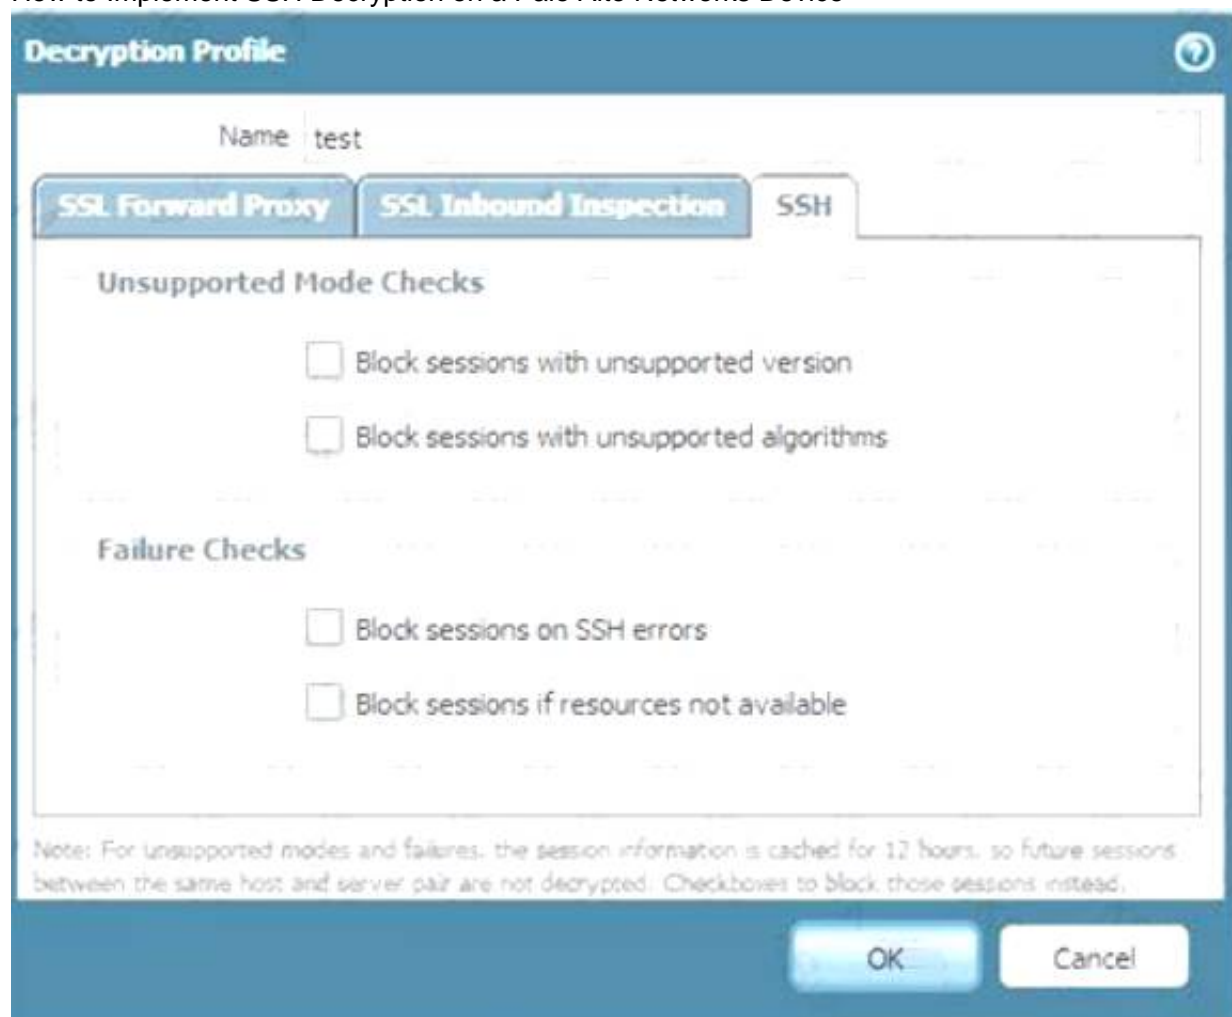 How to Implement SSH Decryption on a Palo Alto Networks Device
Decryption Profile
Name test
SSL Forward Proxy SSL Inbound Inspection SSH
Unsupported Mode Checks
Block sessions with unsupported version
Block sessions with unsupported algorithms
Failure Checks
Block sessions on SSH errors
Block sessions if resources not available
Note: For unsupported modes and failures, the session information is cached for 12 hours, so future sessions
between the same host and server pair are not decrypted. Checkboxes to block those sessions instead.
OK Cancel